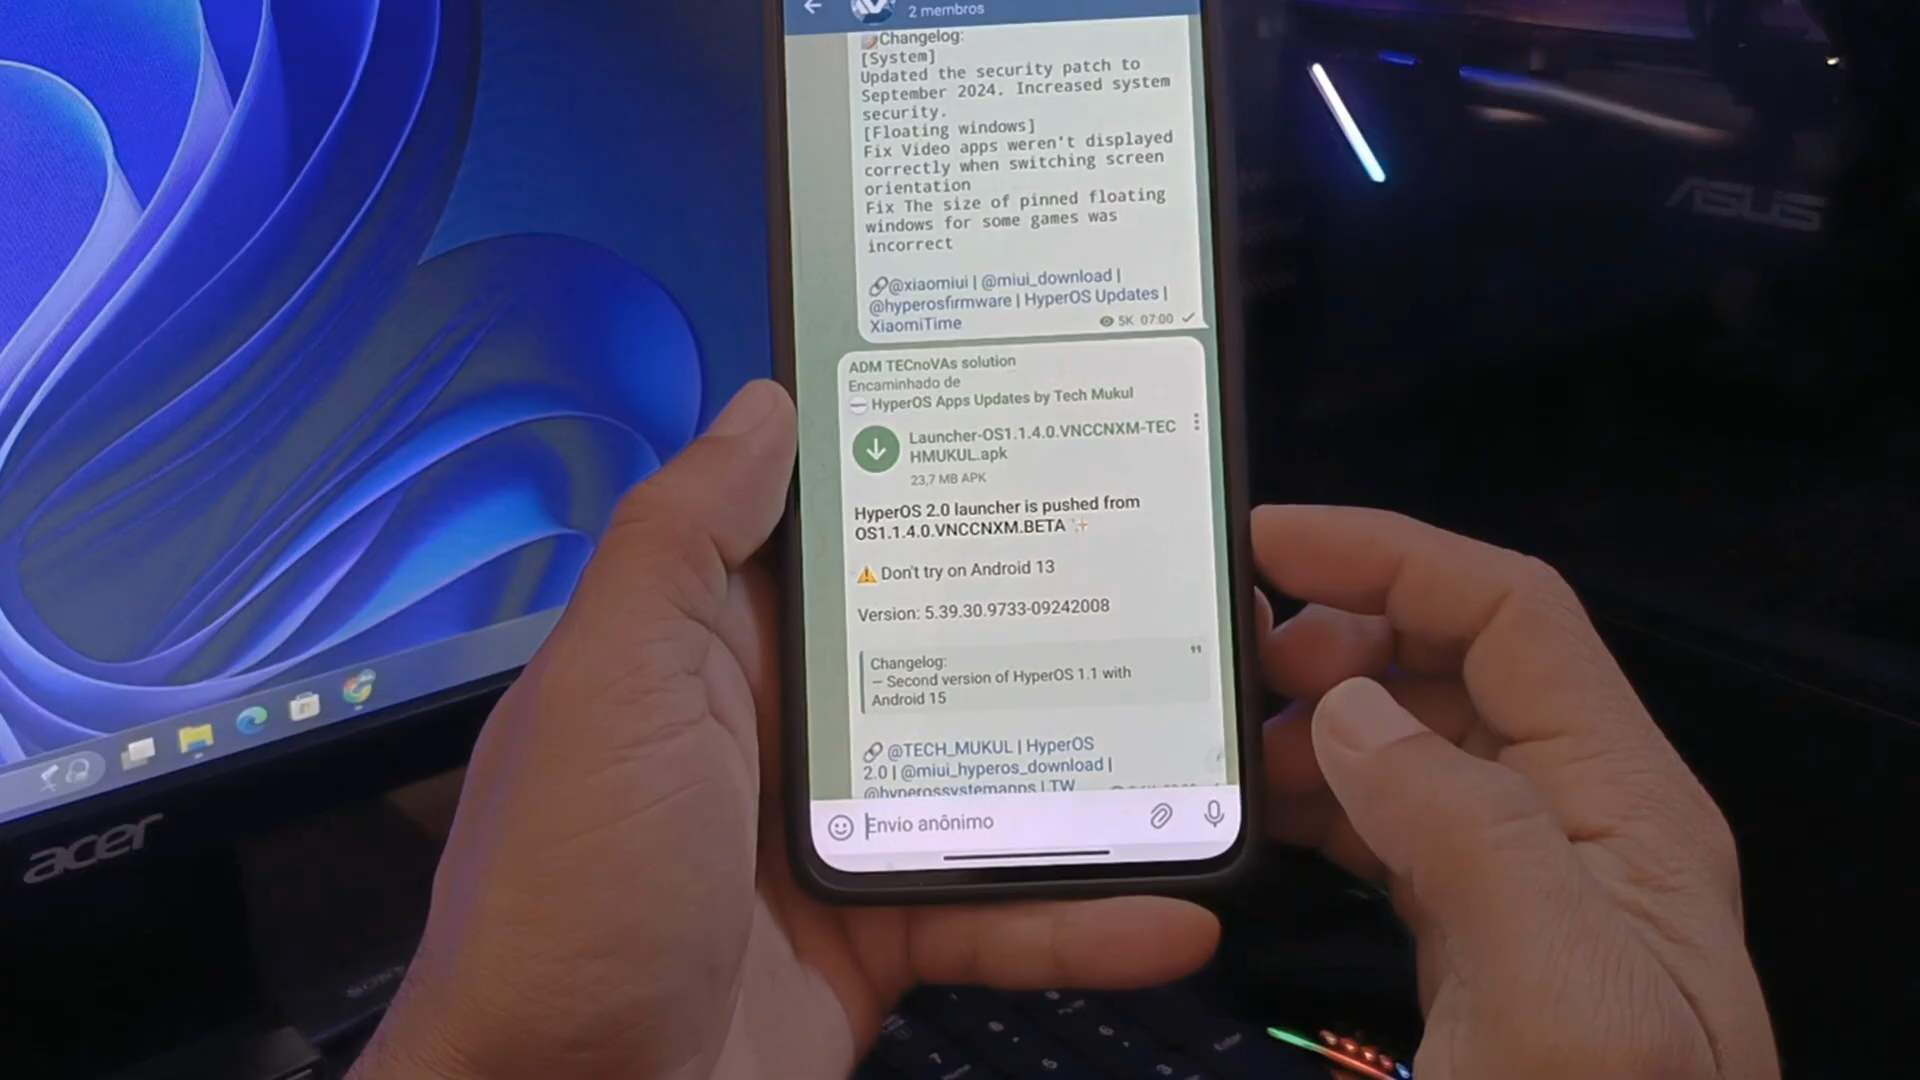 2 membros
Changelog:
[System]
Updated the security patch to
September 2024. Increased system
security.
[Floating windows]
Fix Video apps weren't displayed
correctly when switching screen
orientation
Fix The size of pinned floating
windows for some games was
incorrect
@xiaomiui | @miui_download |
@hyperosfirmware | HyperOS Updates |
XiaomiTime
5K 07:00
ADM TECnoVAs solution
Encaminhado de
HyperOS Apps Updates by Tech Mukul
Launcher-OS1.1.4.0.VNCCNXM-TEC
HMUKUL.apk
23,7 MB APK
HyperOS 2.0 launcher is pushed from
OS1.1.4.0.VNCCNXM.BETA
Don't try on Android 13
Version: 5.39.30.9733-09242008
Changelog:
– Second version of HyperOS 1.1 with
Android 15
@TECH_MUKUL | HyperOS
2.0 | @miui_hyperos_download |
@hyperossystemapps | TW
Envio anônimo
acer
ASUS